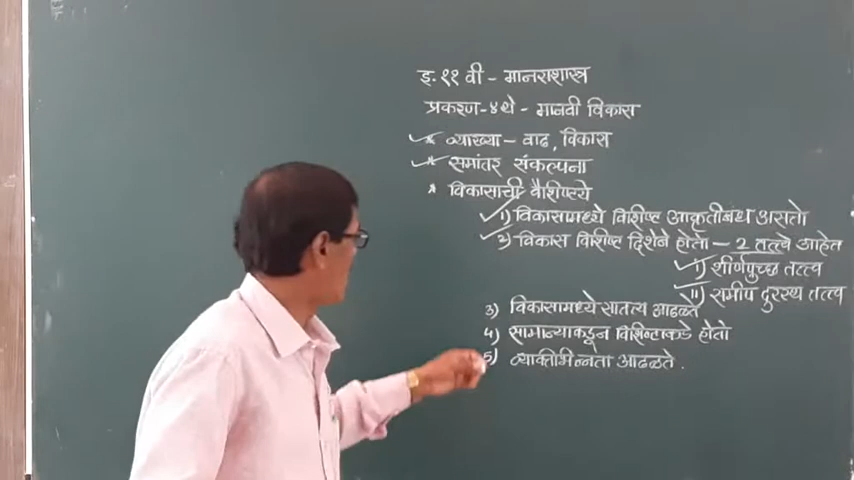 इ. ११ वी - मानसशास्त्र
प्रकरण - ४थे - मानवी विकास
* व्याख्या - वाढ, विकास
* समांतर संकल्पना
* विकासाची वैशिष्ट्ये
१) विकासामध्ये विशिष्ट आकृतीबंध असतो
२) विकास विशिष्ट दिशेने होतो - २ तत्त्वे आहेत
i) शीर्षपुच्छ तत्त्व
ii) समीप दुरस्थ तत्त्व
३) विकासामध्ये सातत्य आढळते
४) सामान्याकडून विशिष्टाकडे होतो
५) व्यक्तिभिन्नता आढळते.